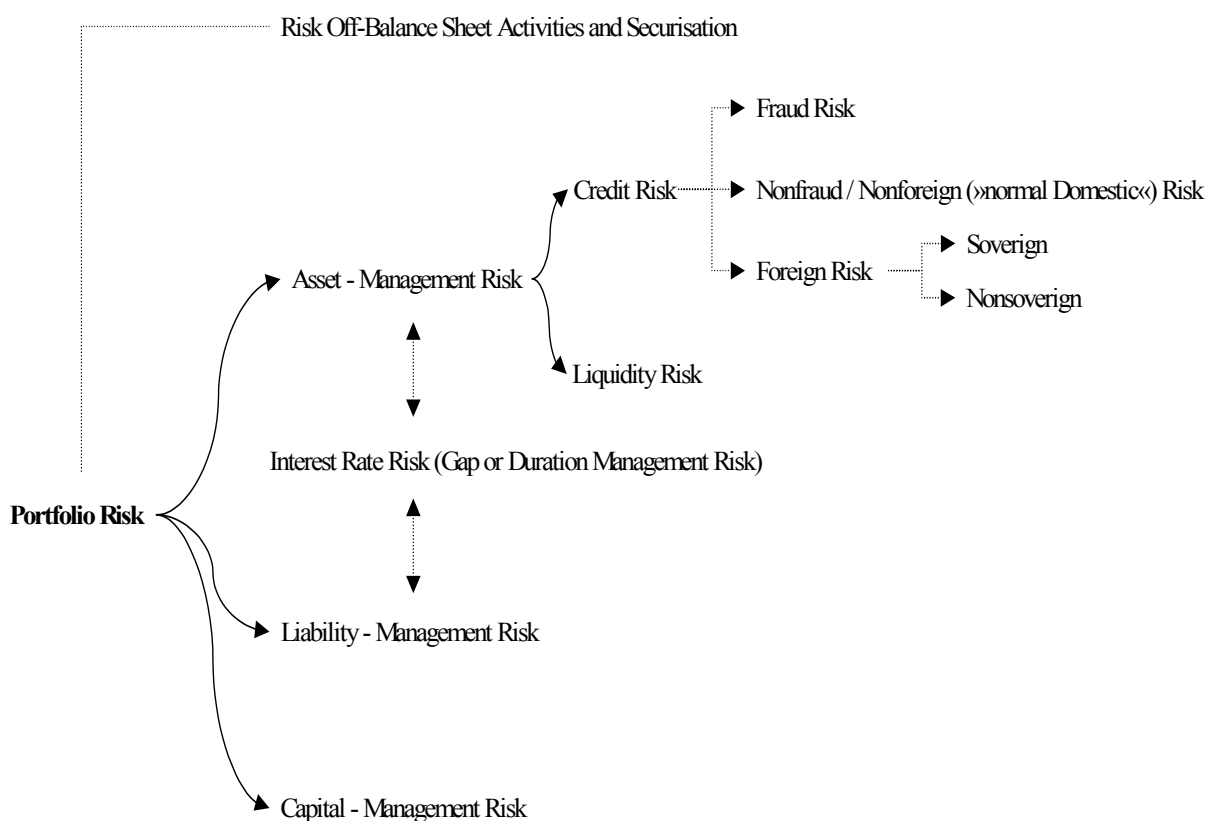 Risk Off-Balance Sheet Activities and Securisation
Fraud Risk
Credit Risk
Nonfraud / Nonforeign (»normal Domestic«) Risk
Soverign
Asset - Management Risk
Foreign Risk
Nonsoverign
Liquidity Risk
Interest Rate Risk (Gap or Duration Management Risk)
Portfolio Risk
Liability - Management Risk
Capital - Management Risk